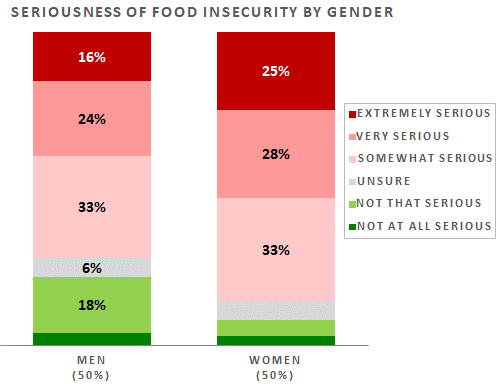 SERIOUSNESS OF FOOD INSECURITY BY GENDER
16%
24%
33%
6%
18%
25%
28%
33%
EXTREMELY SERIOUS
VERY SERIOUS
SOMEWHAT SERIOUS
UNSURE
NOT THAT SERIOUS
NOT AT ALL SERIOUS
MEN
(50%)
WOMEN
(50%)